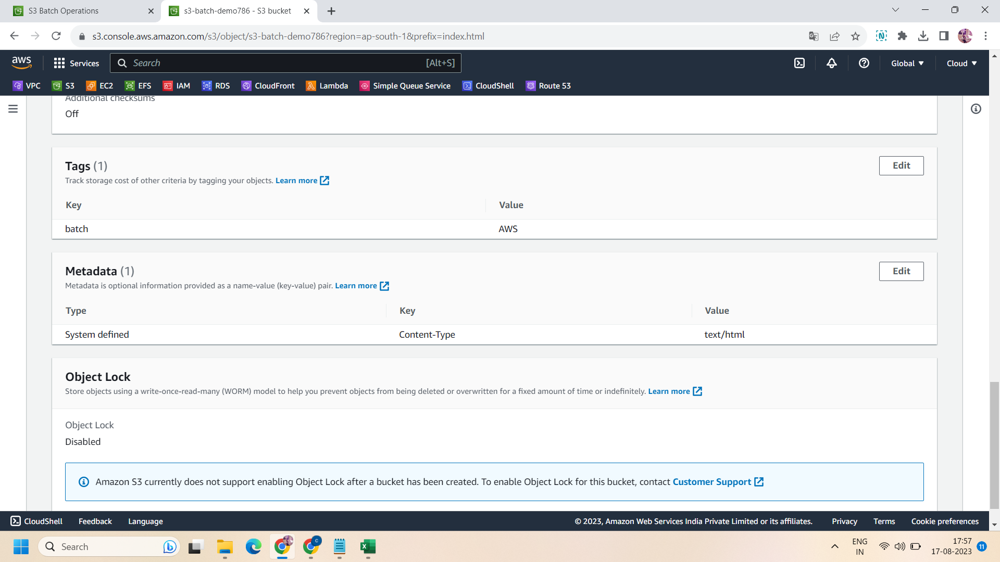 S3 Batch Operations
s3-batch-demo786 - S3 bucket
s3.console.aws.amazon.com/s3/object/s3-batch-demo786?region=ap-south-1&prefix=index.html
aws
Services
Search
[Alt+S]
Global
Cloud
VPC
S3
EC2
EFS
IAM
RDS
CloudFront
Lambda
Simple Queue Service
CloudShell
Route 53
Additional checksums
Off
Tags (1)
Edit
Track storage cost of other criteria by tagging your objects. Learn more
Key
Value
batch
AWS
Metadata (1)
Edit
Metadata is optional information provided as a name-value (key-value) pair. Learn more
Type
Key
Value
System defined
Content-Type
text/html
Object Lock
Store objects using a write-once-read-many (WORM) model to help you prevent objects from being deleted or overwritten for a fixed amount of time or indefinitely. Learn more
Object Lock
Disabled
Amazon S3 currently does not support enabling Object Lock after a bucket has been created. To enable Object Lock for this bucket, contact Customer Support
CloudShell
Feedback
Language
© 2023, Amazon Web Services India Private Limited or its affiliates.
Privacy
Terms
Cookie preferences
Search
ENG
IN
17:57
17-08-2023
11